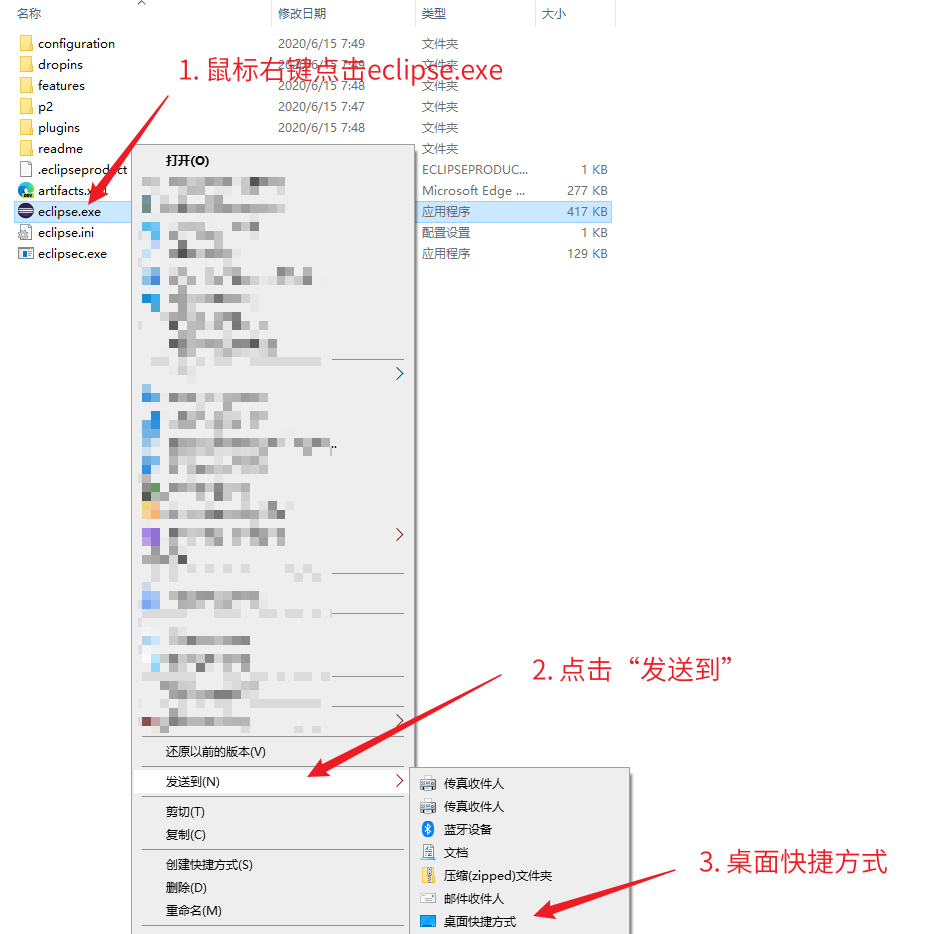 名称 修改日期 类型 大小
configuration 2020/6/15 7:49 文件夹
dropins 2020/6/15 7:49 文件夹
1. 鼠标右键点击eclipse.exe
features 2020/6/15 7:48 文件夹
p2 2020/6/15 7:47 文件夹
plugins 2020/6/15 7:48 文件夹
readme 文件夹
.eclipseproduct ECLIPSEPRODUC... 1 KB
artifacts.xml Microsoft Edge ... 277 KB
eclipse.exe 应用程序 417 KB
eclipse.ini 配置设置 1 KB
eclipsec.exe 应用程序 129 KB
打开(O)
2. 点击“发送到”
还原以前的版本(V)
发送到(N)
剪切(T)
复制(C)
创建快捷方式(S)
删除(D)
重命名(M)
传真收件人
传真收件人
蓝牙设备
文档
压缩(zipped)文件夹
邮件收件人
桌面快捷方式
3. 桌面快捷方式